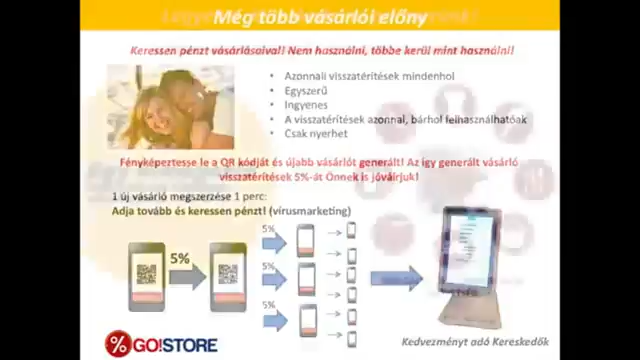 Még több vásárlói előny
Keressen pénzt vásárlásaival! Nem használni, többe kerül mint használni!
• Azonnali visszatérítések mindenhol
• Egyszerű
• Ingyenes
• A visszatérítések azonnal, bárhol felhasználhatóak
• Csak nyerhet
Fényképeztesse le a QR kódját és újabb vásárlót generált! Az így generált vásárló
visszatérítések 5%-át Önnek is jóváírjuk!
1 új vásárló megszerzése 1 perc:
Adja tovább és keressen pénzt! (vírusmarketing)
5%
5%
5%
5%
GO!STORE
Kedvezményt adó Kereskedők